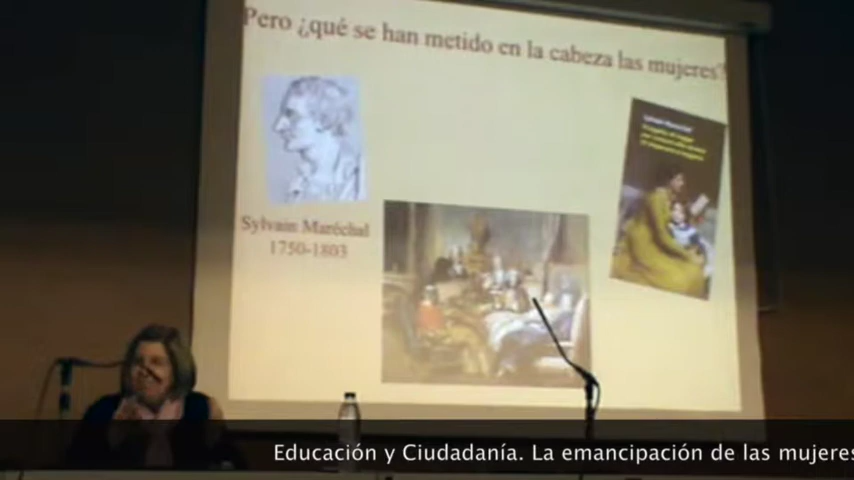 Pero ¿qué se han metido en la cabeza las mujeres?
Sylvain Maréchal
1750-1803
Educación y Ciudadanía. La emancipación de las mujeres